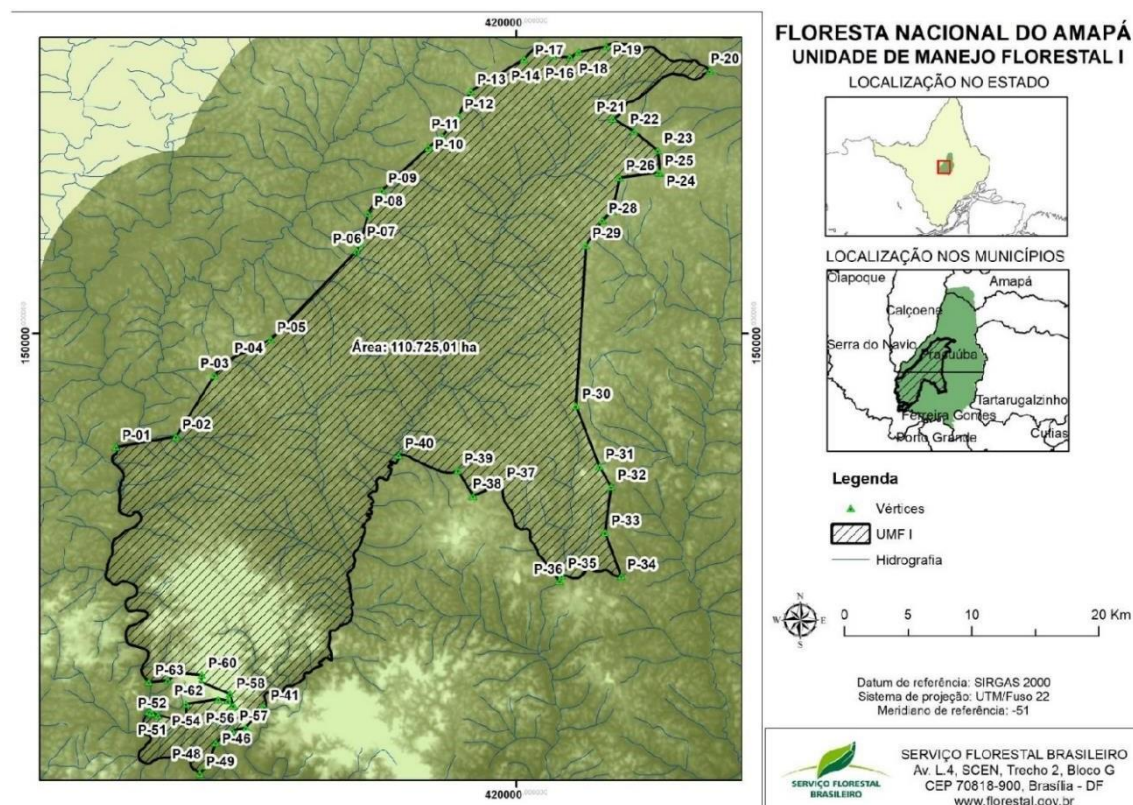 420000
FLORESTA NACIONAL DO AMAPÁ
UNIDADE DE MANEJO FLORESTAL I
LOCALIZAÇÃO NO ESTADO
LOCALIZAÇÃO NOS MUNICÍPIOS
Oiapoque
Amapá
Calçoene
Serra do Navio
Pracuúba
Tartarugalzinho
Ferreira Gomes
Porto Grande
Cutias
P-17
P-19
P-14
P-16
P-18
P-20
P-13
P-12
P-21
P-11
P-22
P-10
P-23
P-25
P-26
P-24
P-09
P-08
P-28
P-07
P-06
P-29
150000
150000
P-05
P-04
Área: 110.725,01 ha
P-03
P-30
P-02
P-01
P-40
P-39
P-31
P-37
P-38
P-32
P-33
P-36
P-35
P-34
P-63
P-60
P-62
P-58
P-41
P-52
P-54
P-56
P-57
P-51
P-46
P-48
P-49
420000
Legenda
Vértices
UMF I
Hidrografia
N
W
E
S
0
5
10
20 Km
Datum de referência: SIRGAS 2000
Sistema de projeção: UTM/Fuso 22
Meridiano de referência: -51
SERVIÇO FLORESTAL
BRASILEIRO
SERVIÇO FLORESTAL BRASILEIRO
Av. L.4, SCEN, Trecho 2, Bloco G
CEP 70818-900, Brasília - DF
www.florestal.gov.br